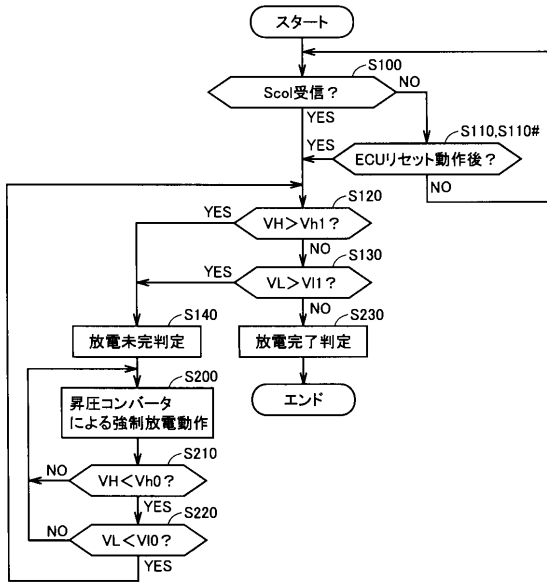 スタート
S100
Scol受信？
NO
YES
S110,S110#
YES
ECUリセット動作後？
NO
S120
YES
VH＞Vh1？
NO
S130
YES
VL＞Vl1？
NO
S140
放電未完判定
S230
放電完了判定
S200
昇圧コンバータ
による強制放電動作
エンド
S210
NO
VH＜Vh0？
YES
S220
NO
VL＜Vl0？
YES